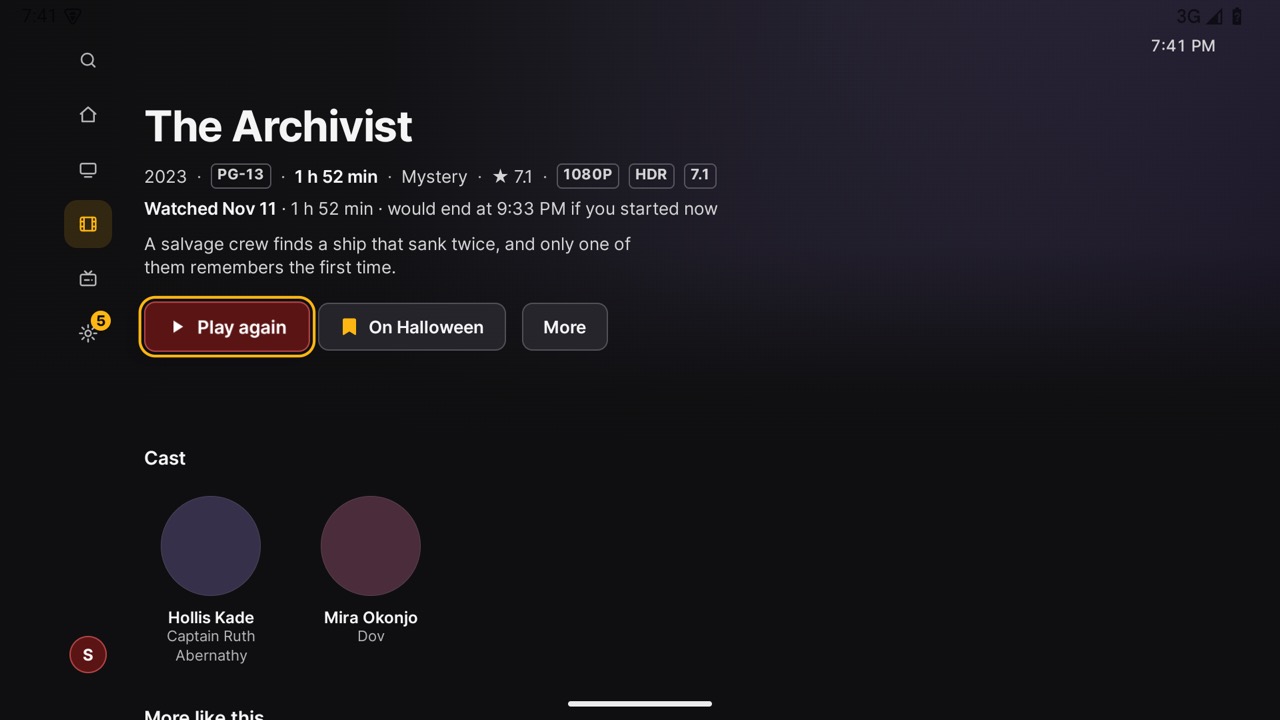 7:41
3G
7:41 PM
The Archivist
2023 · PG-13 · 1 h 52 min · Mystery · ★ 7.1 · 1080P HDR 7.1
Watched Nov 11 · 1 h 52 min · would end at 9:33 PM if you started now
A salvage crew finds a ship that sank twice, and only one of
them remembers the first time.
5
Play again
On Halloween
More
Cast
Hollis Kade
Captain Ruth
Abernathy
Mira Okonjo
Dov
S
More like this